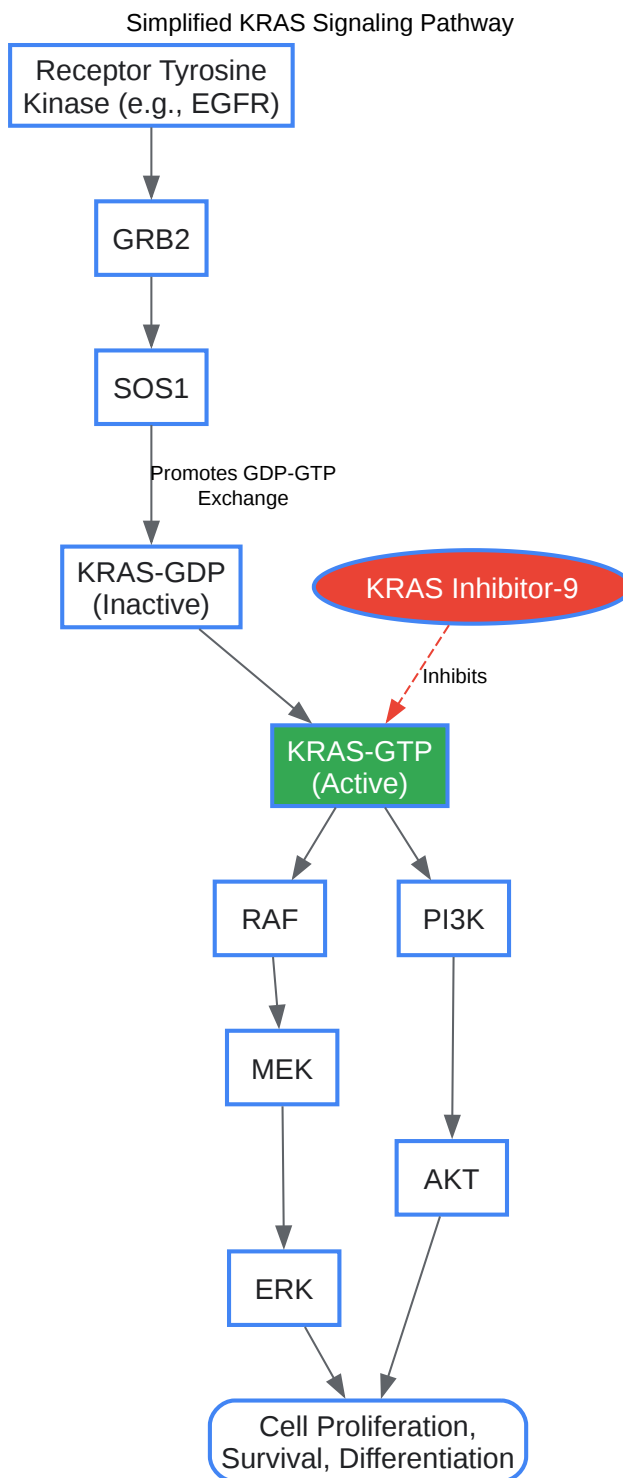 Simplified KRAS Signaling Pathway
Receptor Tyrosine
Kinase (e.g., EGFR)
GRB2
SOS1
Promotes GDP-GTP
Exchange
KRAS-GDP
(Inactive)
KRAS Inhibitor-9
Inhibits
KRAS-GTP
(Active)
RAF
PI3K
MEK
AKT
ERK
Cell Proliferation,
Survival, Differentiation